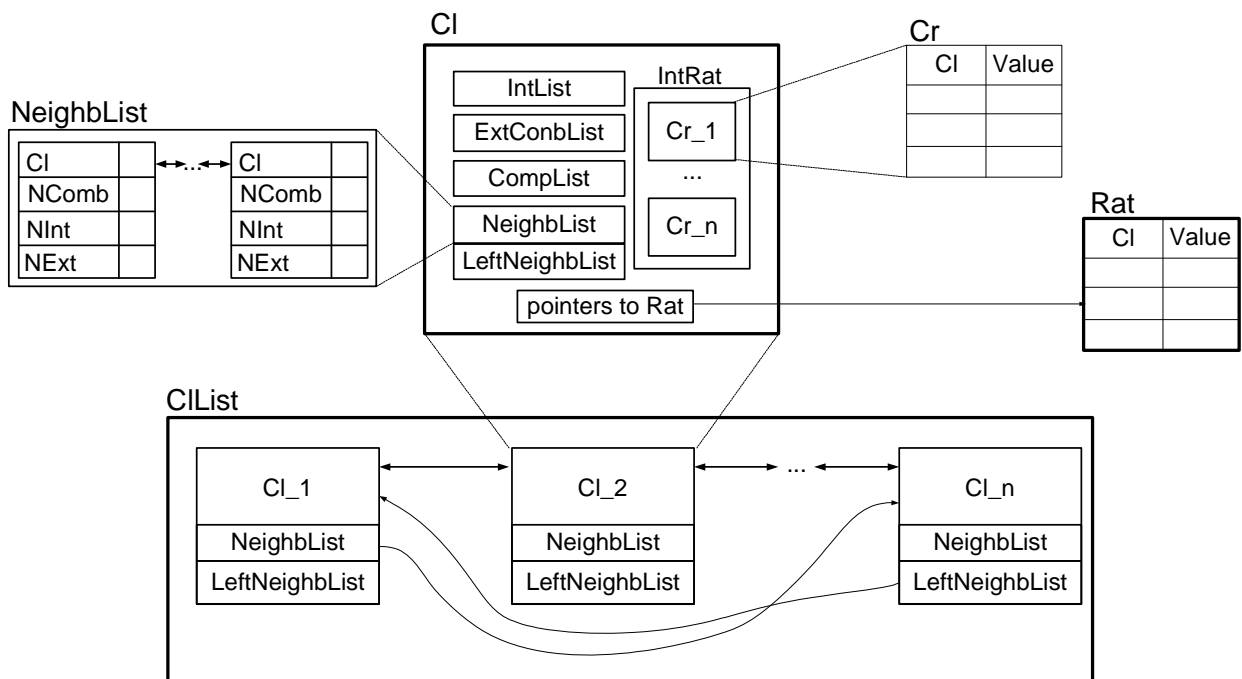 Cl
Cr
Cl Value
IntRat
IntList
ExtConbList
Cr_1
CompList
...
NeighbList
Cr_n
LeftNeighbList
pointers to Rat
NeighbList
Cl ... Cl
NComb NComb
NInt NInt
NExt NExt
Rat
Cl Value
ClList
Cl_1 Cl_2 ... Cl_n
NeighbList NeighbList NeighbList
LeftNeighbList LeftNeighbList LeftNeighbList